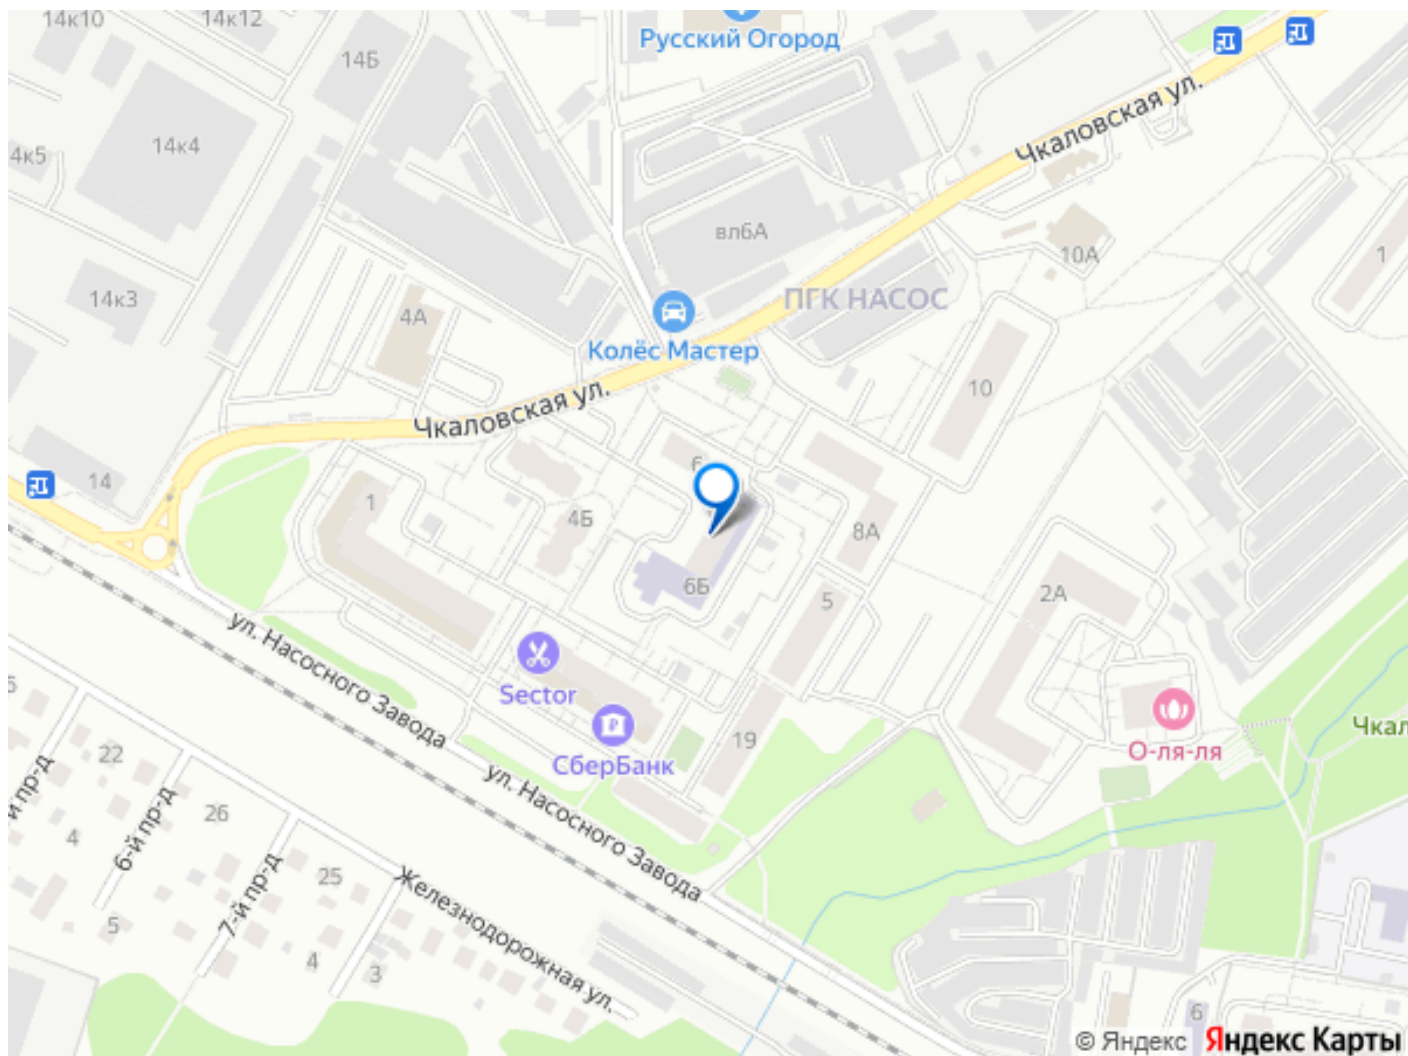 14к10
14к12
Русский Огород
14Б
Чкаловская ул.
14к4
4к5
вл6А
10А
1
14к3
4А
ПГК НАСОС
Колёс Мастер
10
Чкаловская ул.
6
14
1
4Б
8А
6Б
5
2А
ул. Насосного Завода
Sector
О-ля-ля
Чкал
19
СберБанк
ул. Насосного Завода
22
й пр-д
6-й пр-д
26
4
7-й пр-д
25
Железнодорожная ул.
5
4
3
6
© Яндекс Яндекс Карты